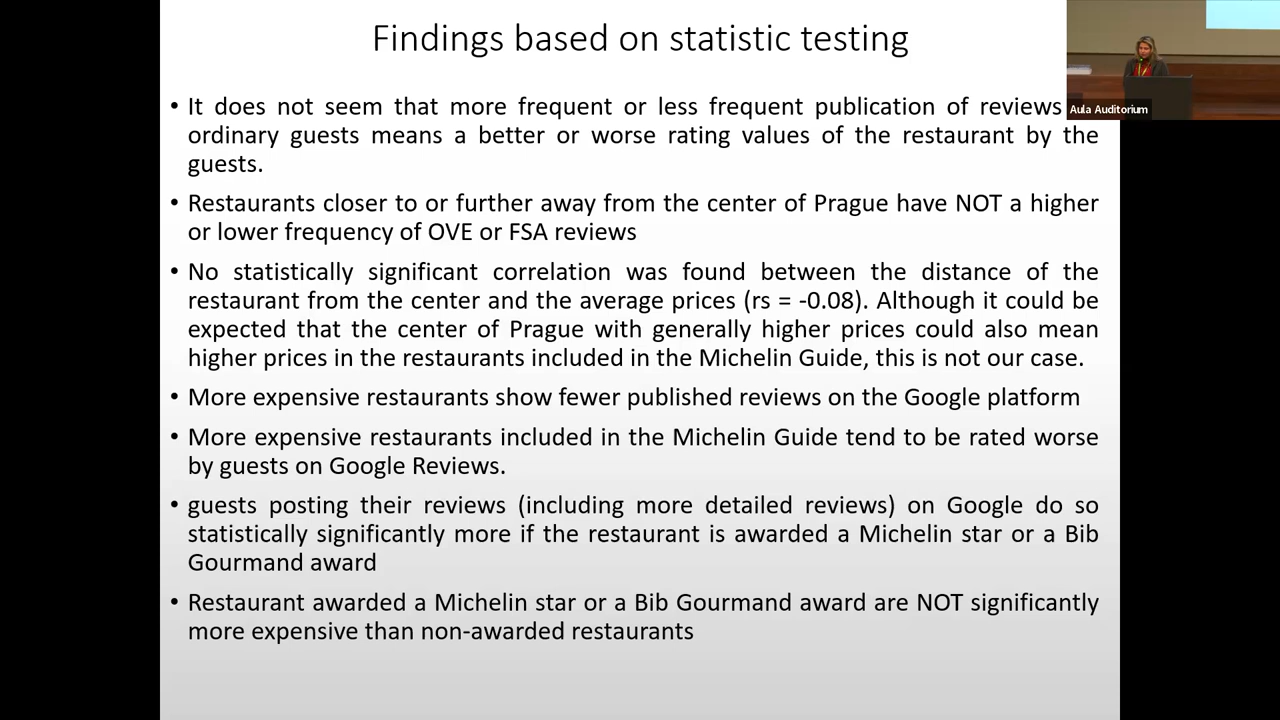 Findings based on statistic testing
• It does not seem that more frequent or less frequent publication of reviews
ordinary guests means a better or worse rating values of the restaurant by the
guests.
• Restaurants closer to or further away from the center of Prague have NOT a higher
or lower frequency of OVE or FSA reviews
• No statistically significant correlation was found between the distance of the
restaurant from the center and the average prices (rs = -0.08). Although it could be
expected that the center of Prague with generally higher prices could also mean
higher prices in the restaurants included in the Michelin Guide, this is not our case.
• More expensive restaurants show fewer published reviews on the Google platform
• More expensive restaurants included in the Michelin Guide tend to be rated worse
by guests on Google Reviews.
• guests posting their reviews (including more detailed reviews) on Google do so
statistically significantly more if the restaurant is awarded a Michelin star or a Bib
Gourmand award
• Restaurant awarded a Michelin star or a Bib Gourmand award are NOT significantly
more expensive than non-awarded restaurants
Aula Auditorium